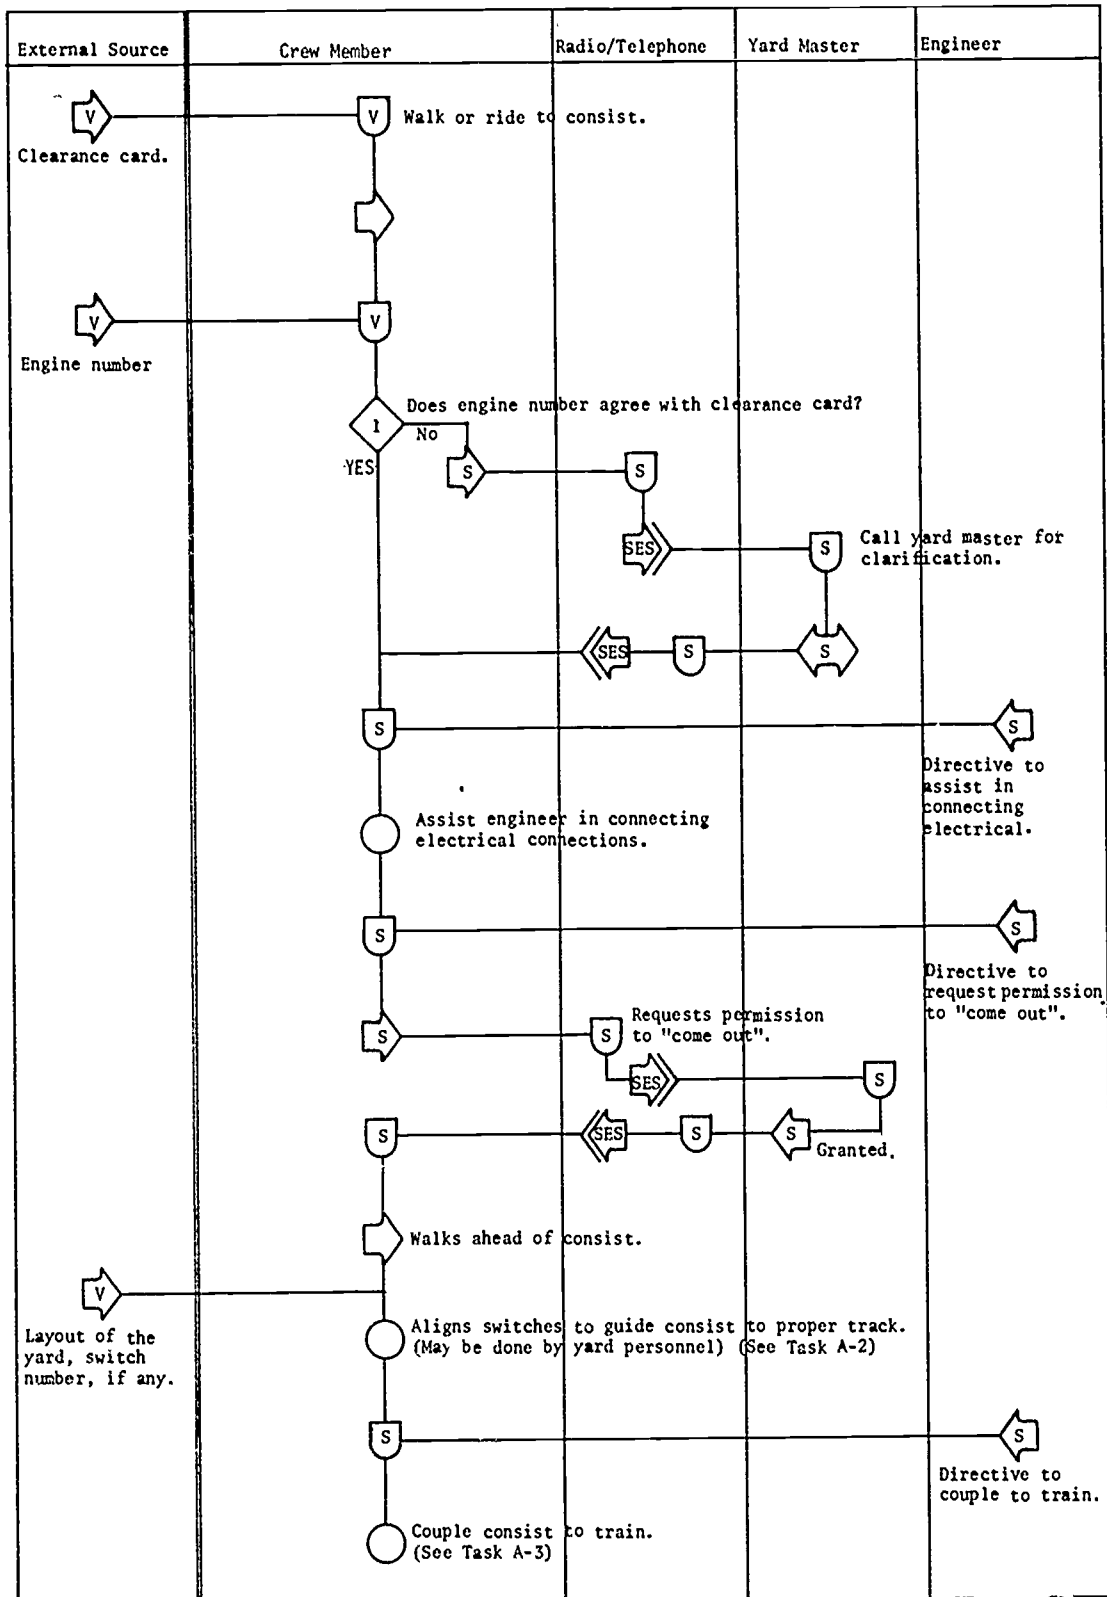 External Source
Crew Member
Radio/Telephone
Yard Master
Engineer
V
V
Walk or ride to consist.
Clearance card.
V
V
Engine number
Does engine number agree with clearance card?
1
No
YES
S
S
SES
S
Call yard master for
clarification.
SES
S
S
S
S
Directive to
assist in
connecting
electrical.
Assist engineer in connecting
electrical connections.
S
S
Directive to
request permission
to "come out".
S
S
Requests permission
to "come out".
SES
S
S
SES
S
S
Granted.
Walks ahead of consist.
V
Layout of the
yard, switch
number, if any.
Aligns switches to guide consist to proper track.
(May be done by yard personnel) (See Task A-2)
S
S
Directive to
couple to train.
Couple consist to train.
(See Task A-3)